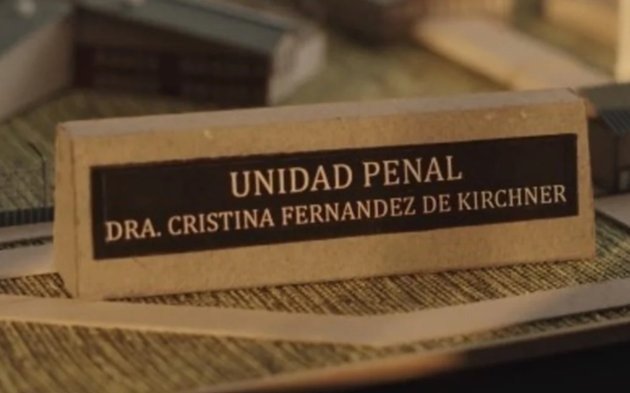 UNIDAD PENAL
DRA. CRISTINA FERNANDEZ DE KIRCHNER